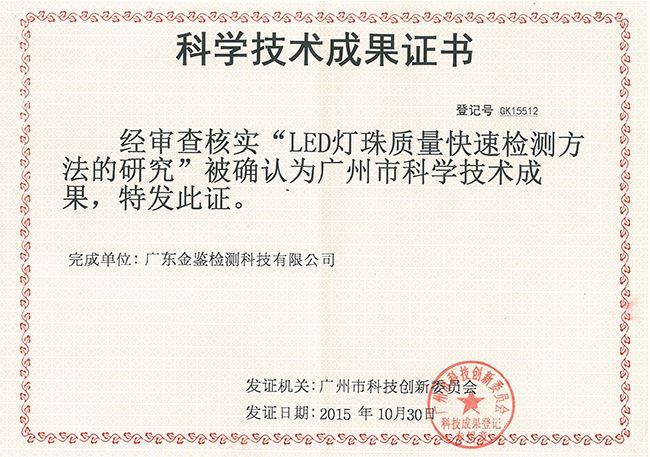 科学技术成果证书
登记号 GK15512
经审查核实“LED灯珠质量快速检测方
法的研究”被确认为广州市科学技术成
果，特发此证。
完成单位：广东金鉴检测科技有限公司
发证机关：广州市科技创新委员会
发证日期：2015 年 10月30日
广州市科技创新委员会
科技成果登记
专用章